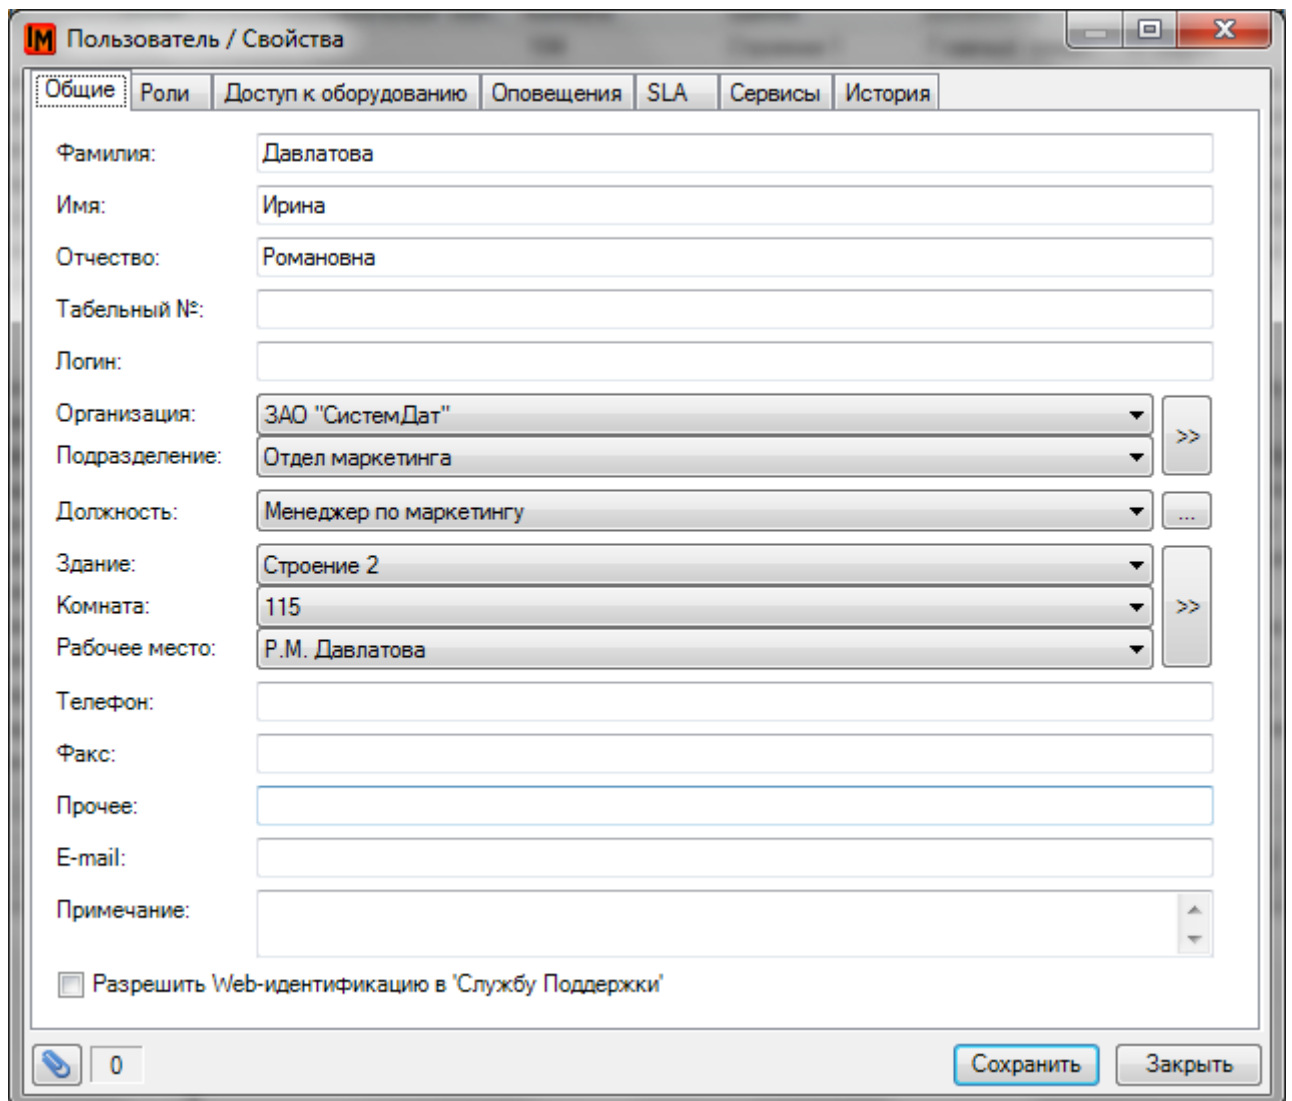 IM Пользователь / Свойства
Общие Роли Доступ к оборудованию Оповещения SLA Сервисы История
Фамилия: Давлатова
Имя: Ирина
Отчество: Романовна
Табельный №:
Логин:
Организация: ЗАО "СистемДат"
>>
Подразделение: Отдел маркетинга
Должность: Менеджер по маркетингу ...
Здание: Строение 2
Комната: 115 >>
Рабочее место: Р.М. Давлатова
Телефон:
Факс:
Прочее:
E-mail:
Примечание:
Разрешить Web-идентификацию в 'Службу Поддержки'
0 Сохранить Закрыть